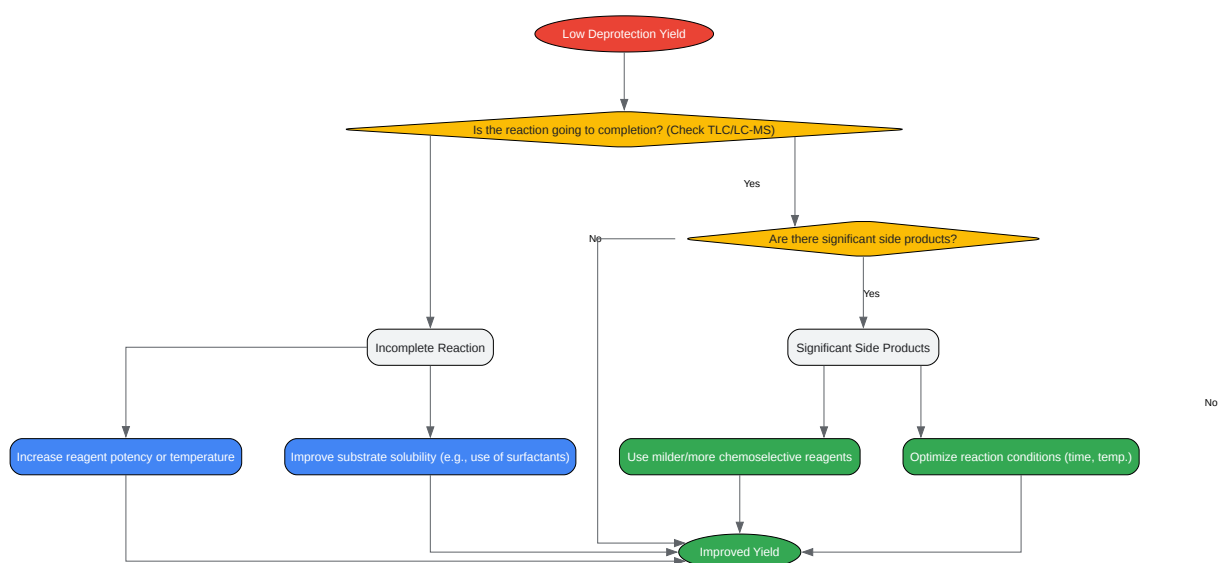 Low Deprotection Yield
Is the reaction going to completion? (Check TLC/LC-MS)
Yes
No
Are there significant side products?
Yes
Incomplete Reaction
Significant Side Products
No
Increase reagent potency or temperature
Improve substrate solubility (e.g., use of surfactants)
Use milder/more chemoselective reagents
Optimize reaction conditions (time, temp.)
Improved Yield